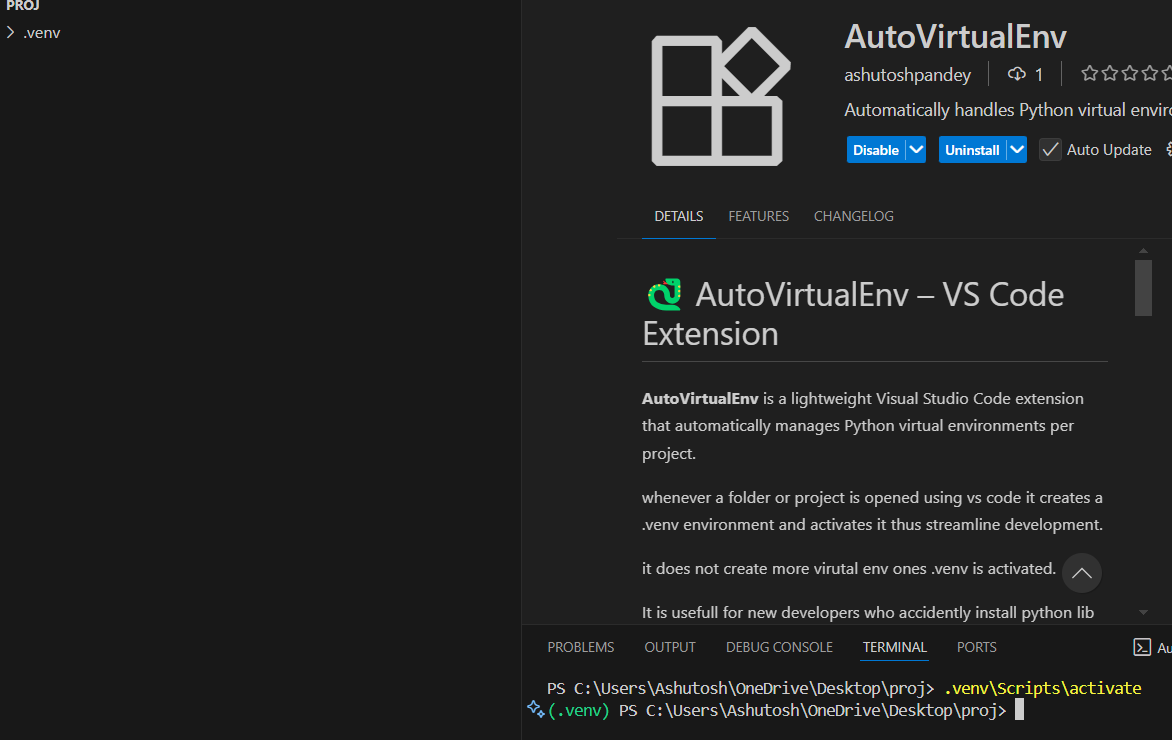 PROJ
.venv
AutoVirtualEnv
ashutoshpandey 1
Automatically handles Python virtual
Disable Uninstall Auto Update
DETAILS FEATURES CHANGELOG
AutoVirtualEnv – VS Code
Extension
AutoVirtualEnv is a lightweight Visual Studio Code extension
that automatically manages Python virtual environments per
project.
whenever a folder or project is opened using vs code it creates a
.venv environment and activates it thus streamline development.
it does not create more virutal env ones .venv is activated.
It is usefull for new developers who accidently install python lib
PROBLEMS OUTPUT DEBUG CONSOLE TERMINAL PORTS
PS C:\Users\Ashutosh\OneDrive\Desktop\proj> .venv\Scripts\activate
(.venv) PS C:\Users\Ashutosh\OneDrive\Desktop\proj>